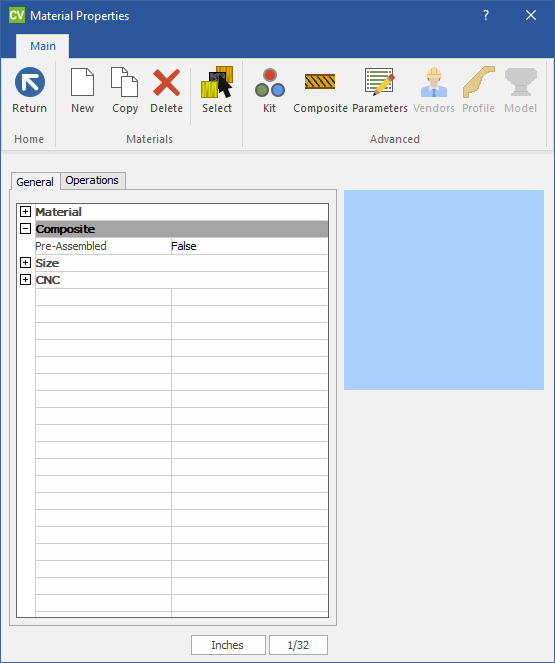 CV Material Properties ?
Main
Return New Copy Delete Select Kit Composite Parameters Vendors Profile Model
Home Materials Advanced
General Operations
Material
Composite
Pre-Assembled False
Size
CNC
Inches 1/32